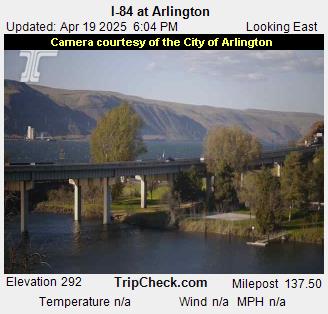 I-84 at Arlington
Updated: Apr 19 2025 6:04 PM Looking East
Camera courtesy of the City of Arlington
Elevation 292 TripCheck.com Milepost 137.50
Temperature n/a Wind n/a MPH n/a